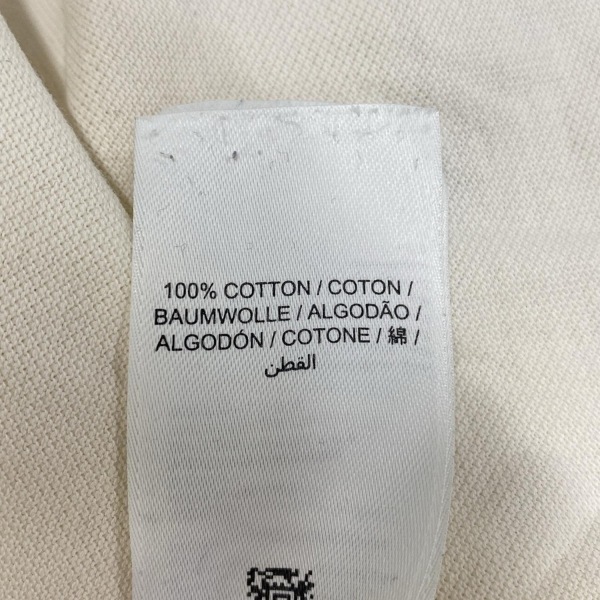 100% COTTON / COTON /
BAUMWOLLE / ALGODÃO /
ALGODÓN / COTONE / 綿 /
القطن